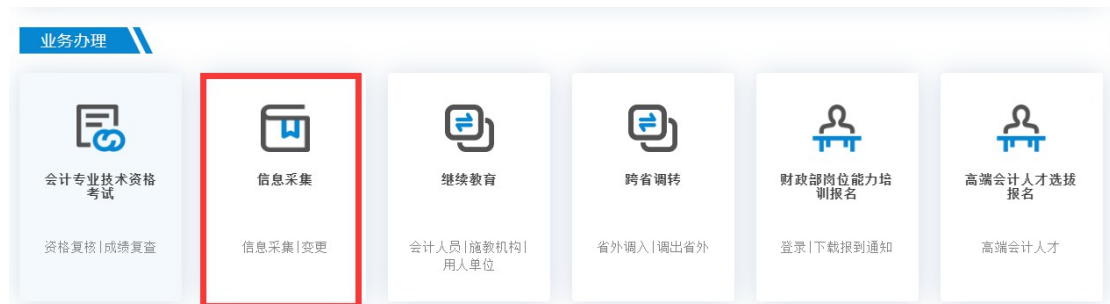 业务办理
会计专业技术资格
考试
资格复核|成绩复查
信息采集
信息采集|变更
继续教育
会计人员|施教机构|
用人单位
跨省调转
省外调入|调出省外
财政部岗位能力培
训报名
登录|下载报到通知
高端会计人才选拔
报名
高端会计人才